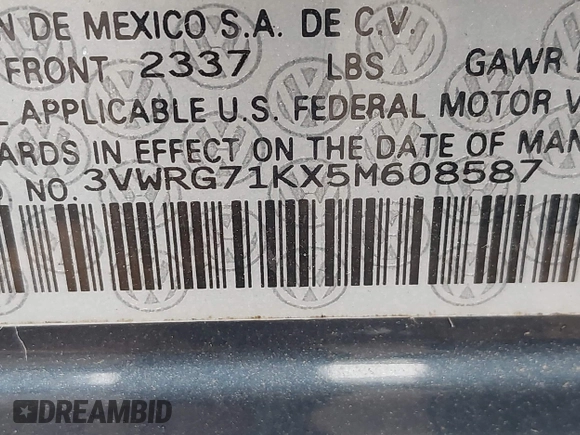 N DE MEXICO S.A. DE C.V.
FRONT 2337 LBS GAWR
L APPLICABLE U.S. FEDERAL MOTOR V
ARDS IN EFFECT ON THE DATE OF MAN
NO. 3VWRG71KX5M608587
DREAMBID